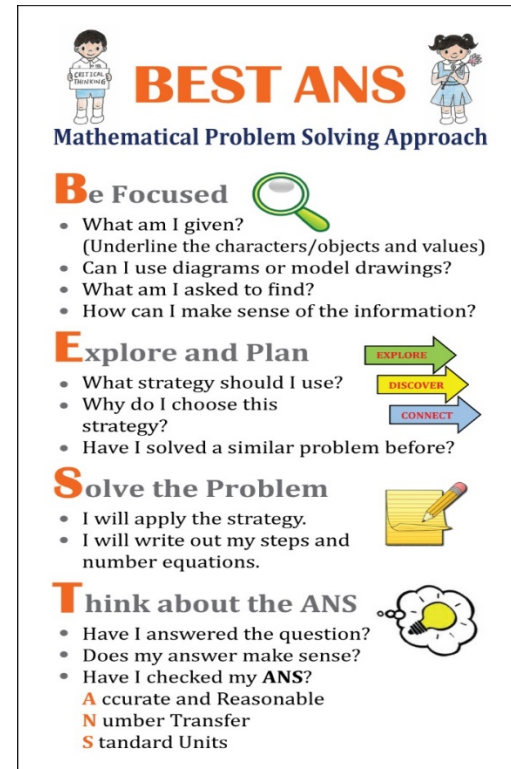 CRITICAL
THINKING
BEST ANS
Mathematical Problem Solving Approach
Be Focused
• What am I given?
(Underline the characters/objects and values)
• Can I use diagrams or model drawings?
• What am I asked to find?
• How can I make sense of the information?
Explore and Plan
EXPLORE
• What strategy should I use?
DISCOVER
• Why do I choose this
strategy?
CONNECT
• Have I solved a similar problem before?
Solve the Problem
• I will apply the strategy.
• I will write out my steps and
number equations.
Think about the ANS
• Have I answered the question?
• Does my answer make sense?
• Have I checked my ANS?
A ccurate and Reasonable
N umber Transfer
S tandard Units